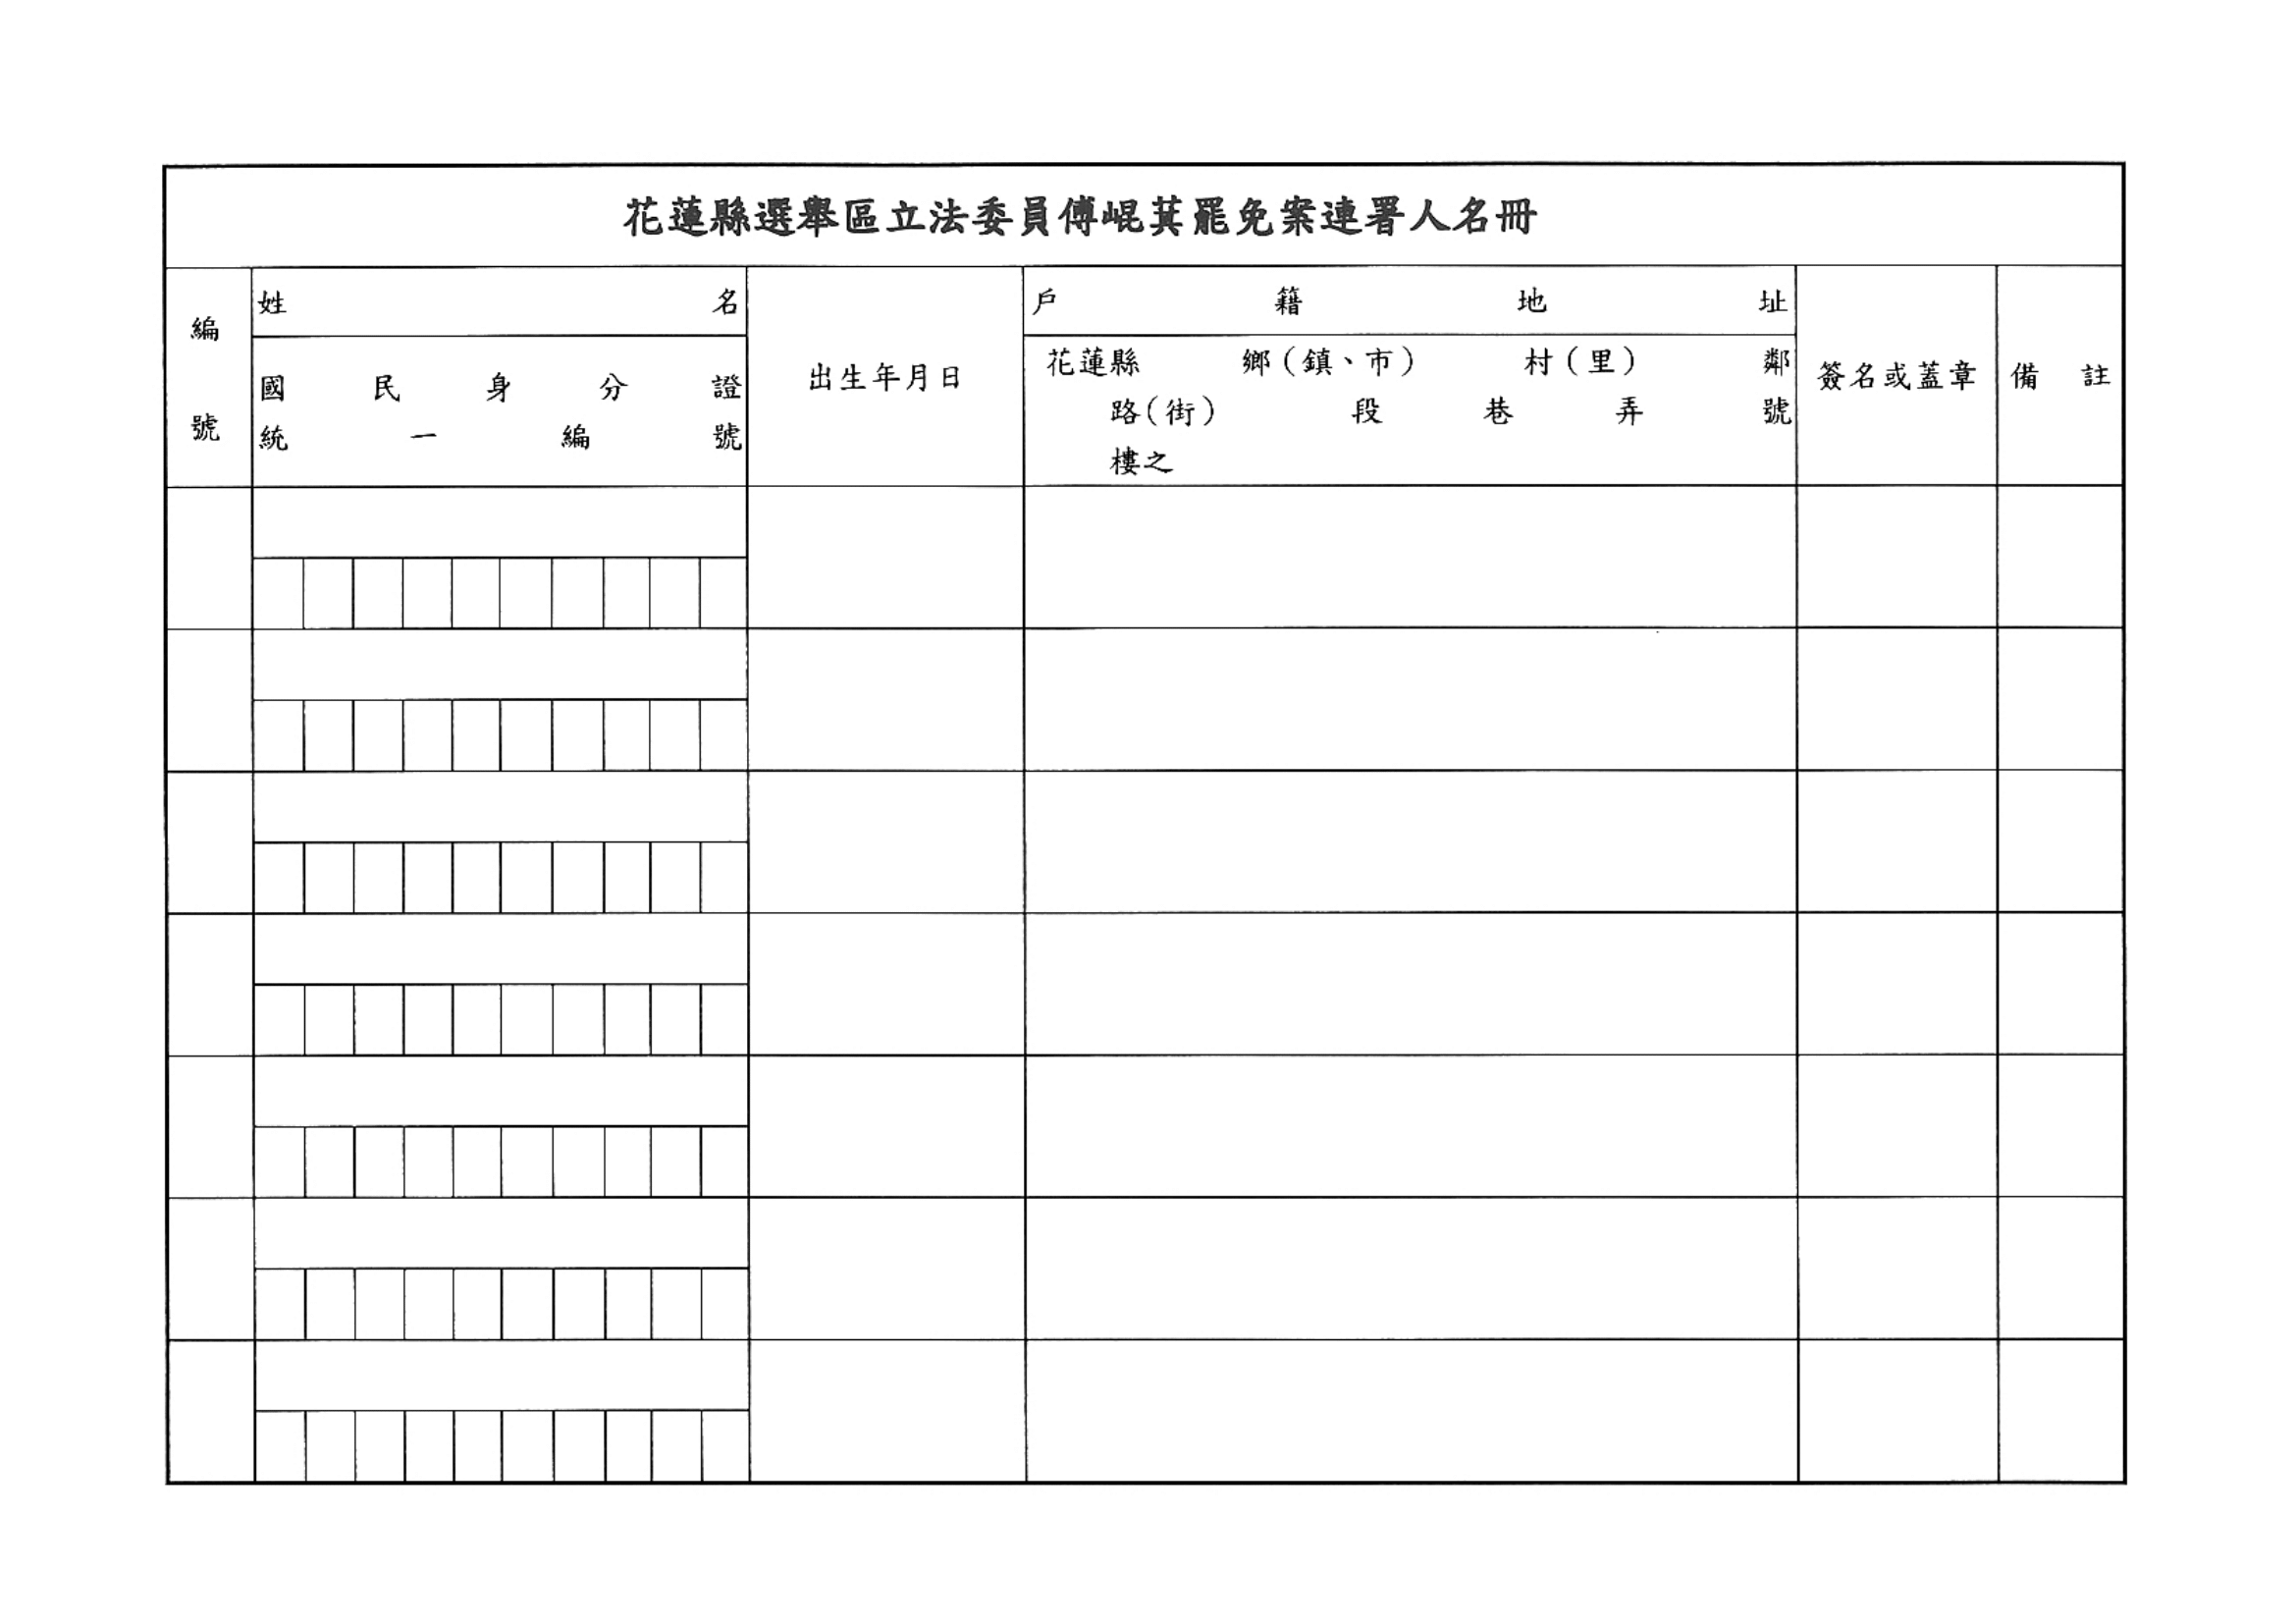 花蓮縣選舉區立法委員傅崐萁罷免案連署人名冊
編號
姓名
國民身分證
統一編號
出生年月日
戶籍地址
花蓮縣 鄉(鎮、市) 村(里) 鄰
路(街) 段 巷 弄 號
樓之
簽名或蓋章
備註